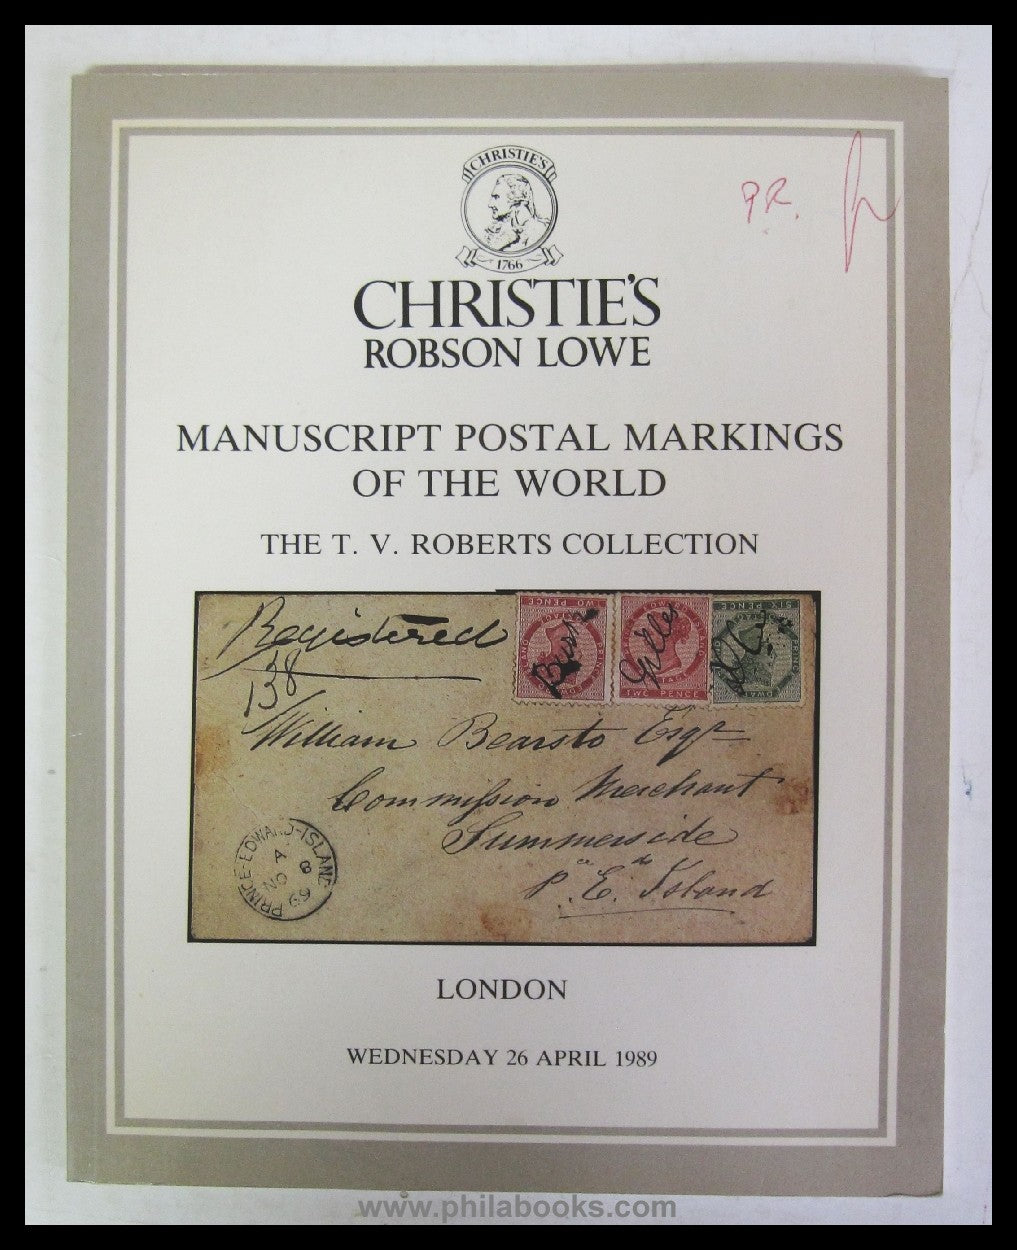 CHRISTIE'S
1766
CHRISTIE'S
ROBSON LOWE
P.R.
MANUSCRIPT POSTAL MARKINGS
OF THE WORLD
THE T. V. ROBERTS COLLECTION
Registered
138
TWO PENCE
TWO PENCE
SIX PENCE
William Bearsto Esqr
Commission Merchant
Summerside
P. E. Island
PRINCE-EDWARD-ISLAND
A
NO 8
69
LONDON
WEDNESDAY 26 APRIL 1989
www.philabooks.com